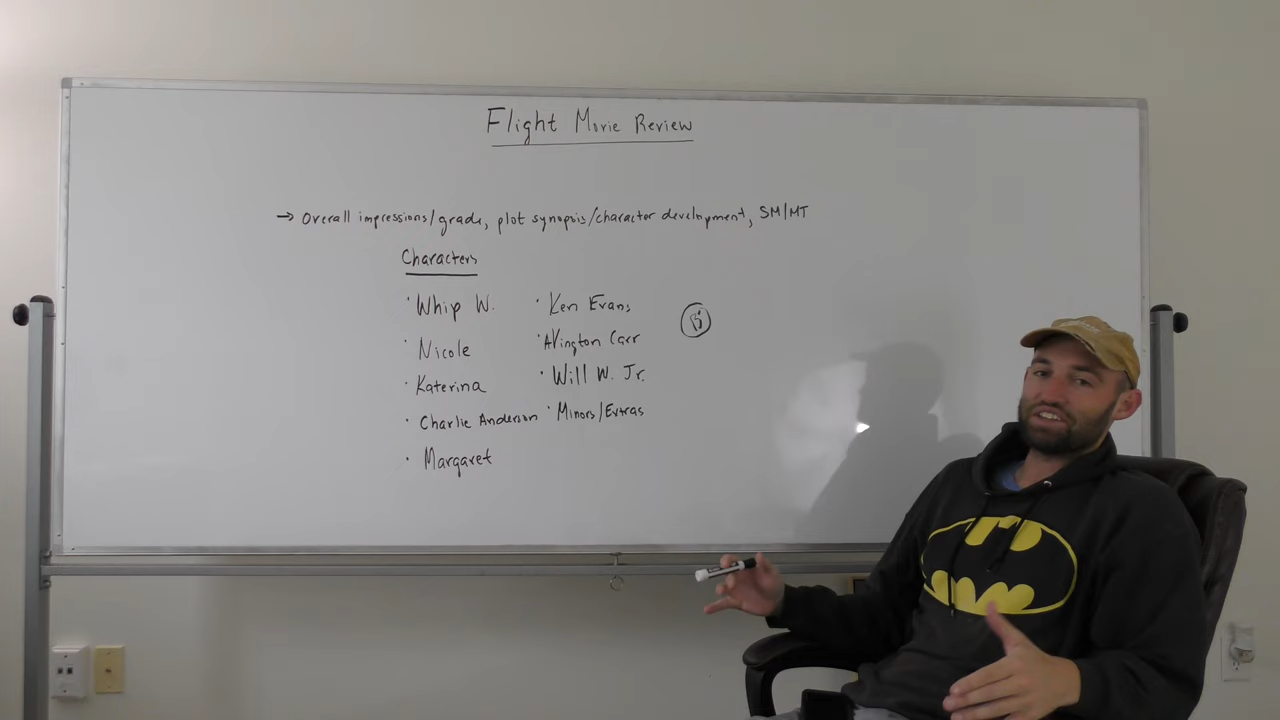 Flight Movie Review
→ Overall impressions/grade, plot synopsis/character development, SM/MT
Characters
· Whip W.
· Nicole
· Katerina
· Charlie Anderson
· Margaret
· Ken Evans
· Avington Carr
· Will W. Jr.
· Minors/Extras